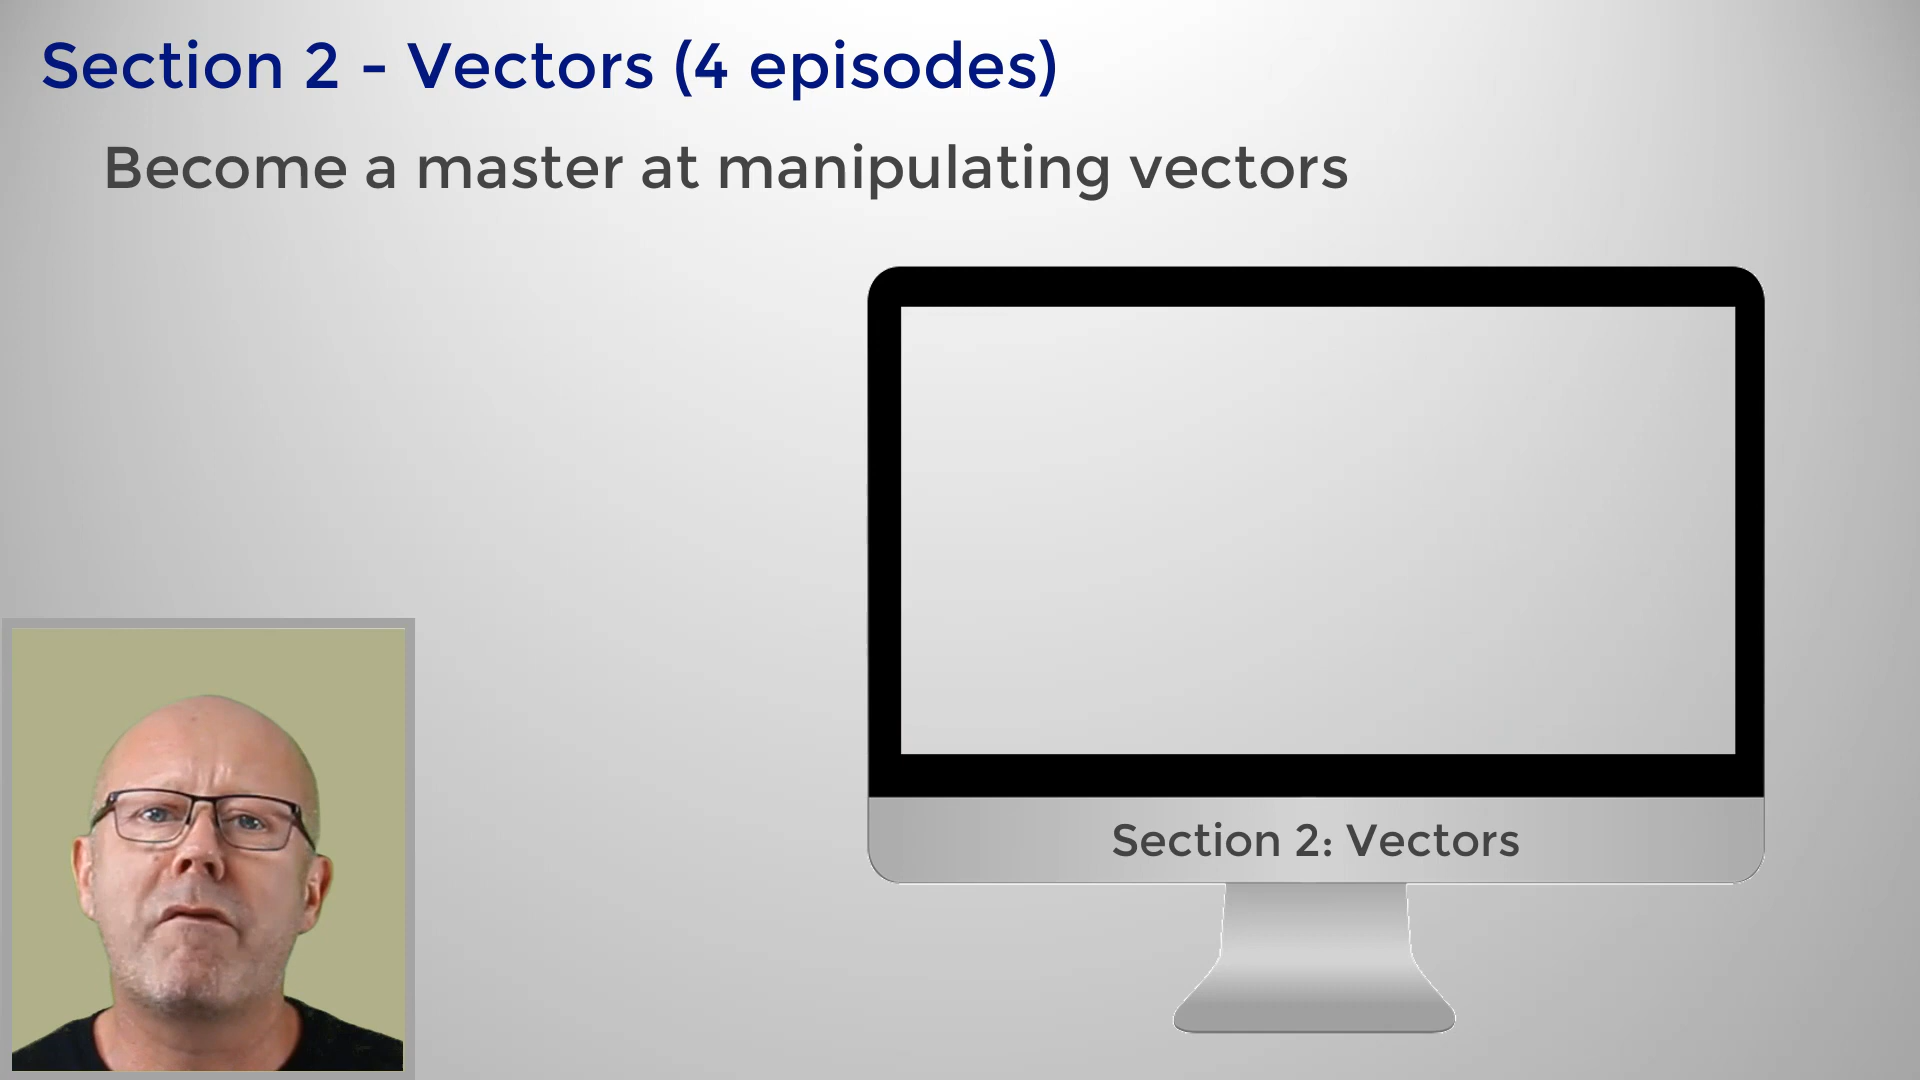 Section 2 - Vectors (4 episodes)
Become a master at manipulating vectors
Section 2: Vectors